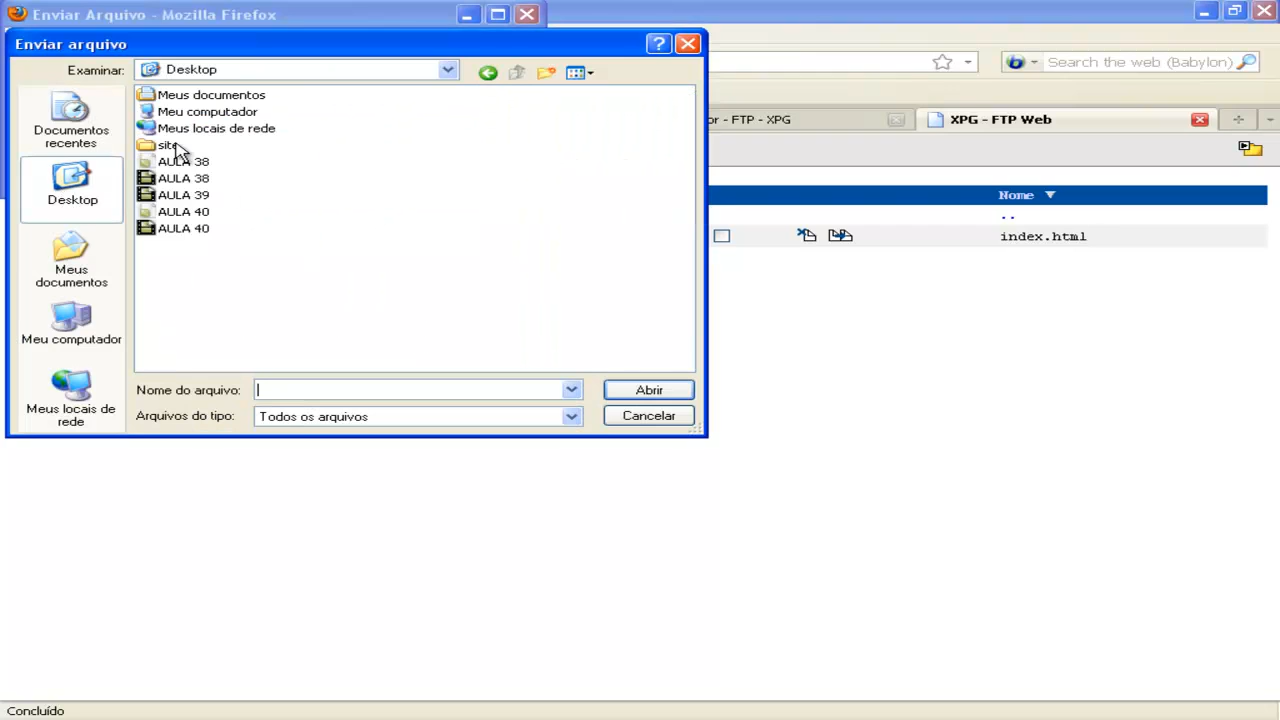 Enviar Arquivo - Mozilla Firefox
Enviar arquivo
Examinar:
Desktop
Search the web (Babylon)
Documentos
recentes
Desktop
Meus
documentos
Meu computador
Meus locais de
rede
Meus documentos
Meu computador
Meus locais de rede
site
AULA 38
AULA 38
AULA 39
AULA 40
AULA 40
Nome do arquivo:
Abrir
Arquivos do tipo:
Todos os arquivos
Cancelar
or - FTP - XPG
XPG - FTP Web
Nome
..
index.html
Concluído